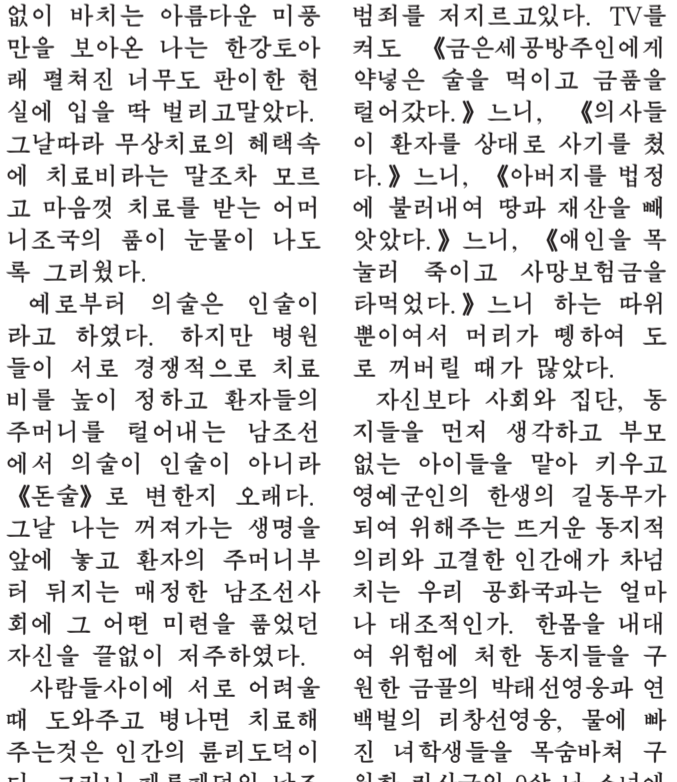 없이 바치는 아름다운 미풍
만을 보아온 나는 한강토아
래 펼쳐진 너무도 판이한 현
실에 입을 딱 벌리고말았다.
그날따라 무상치료의 혜택속
에 치료비라는 말조차 모르
고 마음껏 치료를 받는 어머
니조국의 품이 눈물이 나도
록 그리웠다.
예로부터 의술은 인술이
라고 하였다. 하지만 병원
들이 서로 경쟁적으로 치료
비를 높이 정하고 환자들의
주머니를 털어내는 남조선
에서 의술이 인술이 아니라
《돈술》로 변한지 오래다.
그날 나는 꺼져가는 생명을
앞에 놓고 환자의 주머니부
터 뒤지는 매정한 남조선사
회에 그 어떤 미련을 품었던
자신을 끝없이 저주하였다.
사람들사이에 서로 어려울
때 도와주고 병나면 치료해
주는것은 인간의 륜리도덕이
범죄를 저지르고있다. TV를
켜도 《금은세공방주인에게
약넣은 술을 먹이고 금품을
털어갔다.》느니, 《의사들
이 환자를 상대로 사기를 쳤
다.》느니, 《아버지를 법정
에 불러내여 땅과 재산을 빼
앗았다.》느니, 《애인을 목
눌러 죽이고 사망보험금을
타먹었다.》느니 하는 따위
뿐이여서 머리가 뗑하여 도
로 꺼버릴 때가 많았다.
자신보다 사회와 집단, 동
지들을 먼저 생각하고 부모
없는 아이들을 맡아 키우고
영예군인의 한생의 길동무가
되여 위해주는 뜨거운 동지적
의리와 고결한 인간애가 차넘
치는 우리 공화국과는 얼마
나 대조적인가. 한몸을 내대
여 위험에 처한 동지들을 구
원한 금골의 박태선영웅과 연
백벌의 리창선영웅, 물에 빠
진 녀학생들을 목숨바쳐 구